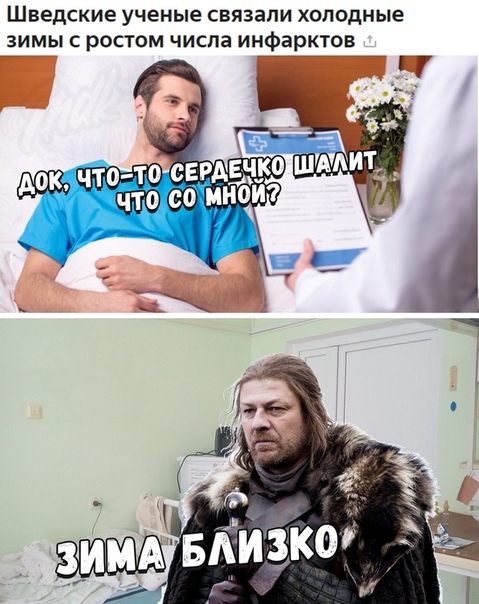 Шведские ученые связали холодные
зимы с ростом числа инфарктов
ДОК, ЧТО-ТО СЕРДЕЧКО ШАЛИТ
ЧТО СО МНОЙ?
ЗИМА БЛИЗКО